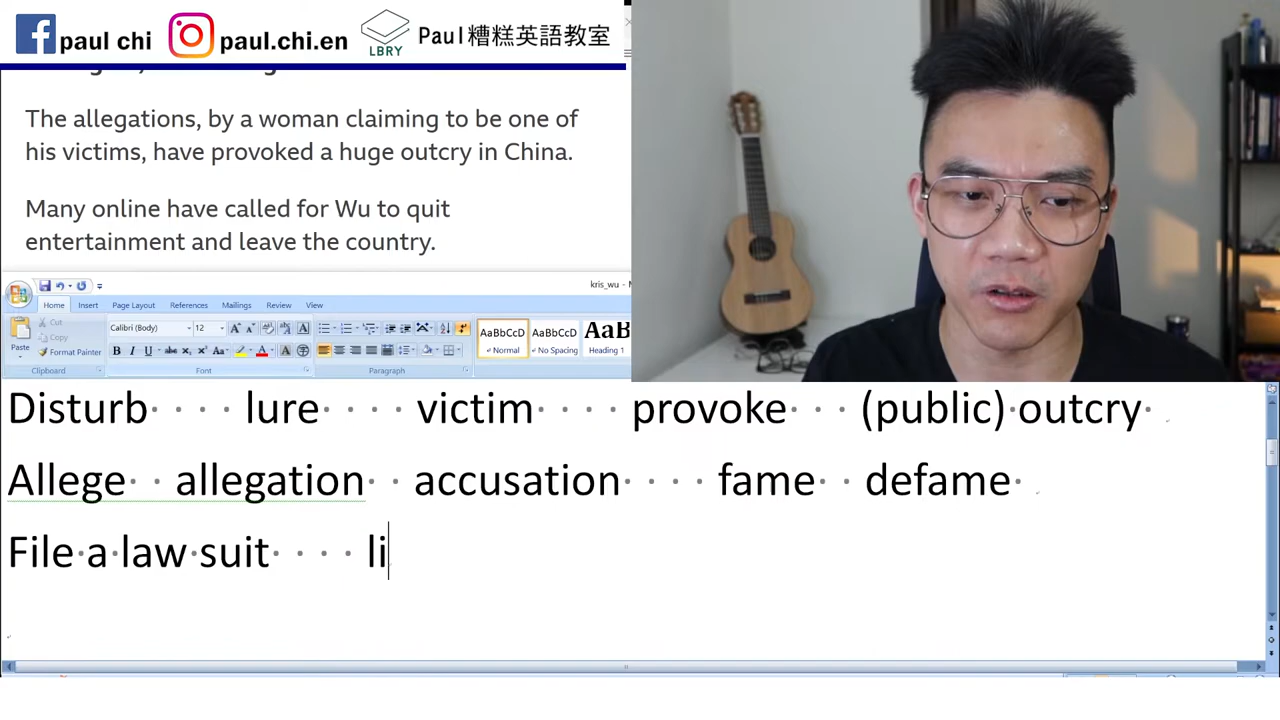 paul chi
paul.chi.en
LBRY
Paul糟糕英語教室
The allegations, by a woman claiming to be one of
his victims, have provoked a huge outcry in China.
Many online have called for Wu to quit
entertainment and leave the country.
kris_wu - M
Home Insert Page Layout References Mailings Review View
Paste
Cut
Copy
Format Painter
Clipboard
Calibri (Body) 12
Font
Paragraph
AaBbCcD
Normal
AaBbCcD
No Spacing
AaB
Heading 1
Disturb lure victim provoke (public) outcry
Allege allegation accusation fame defame
File a law suit li